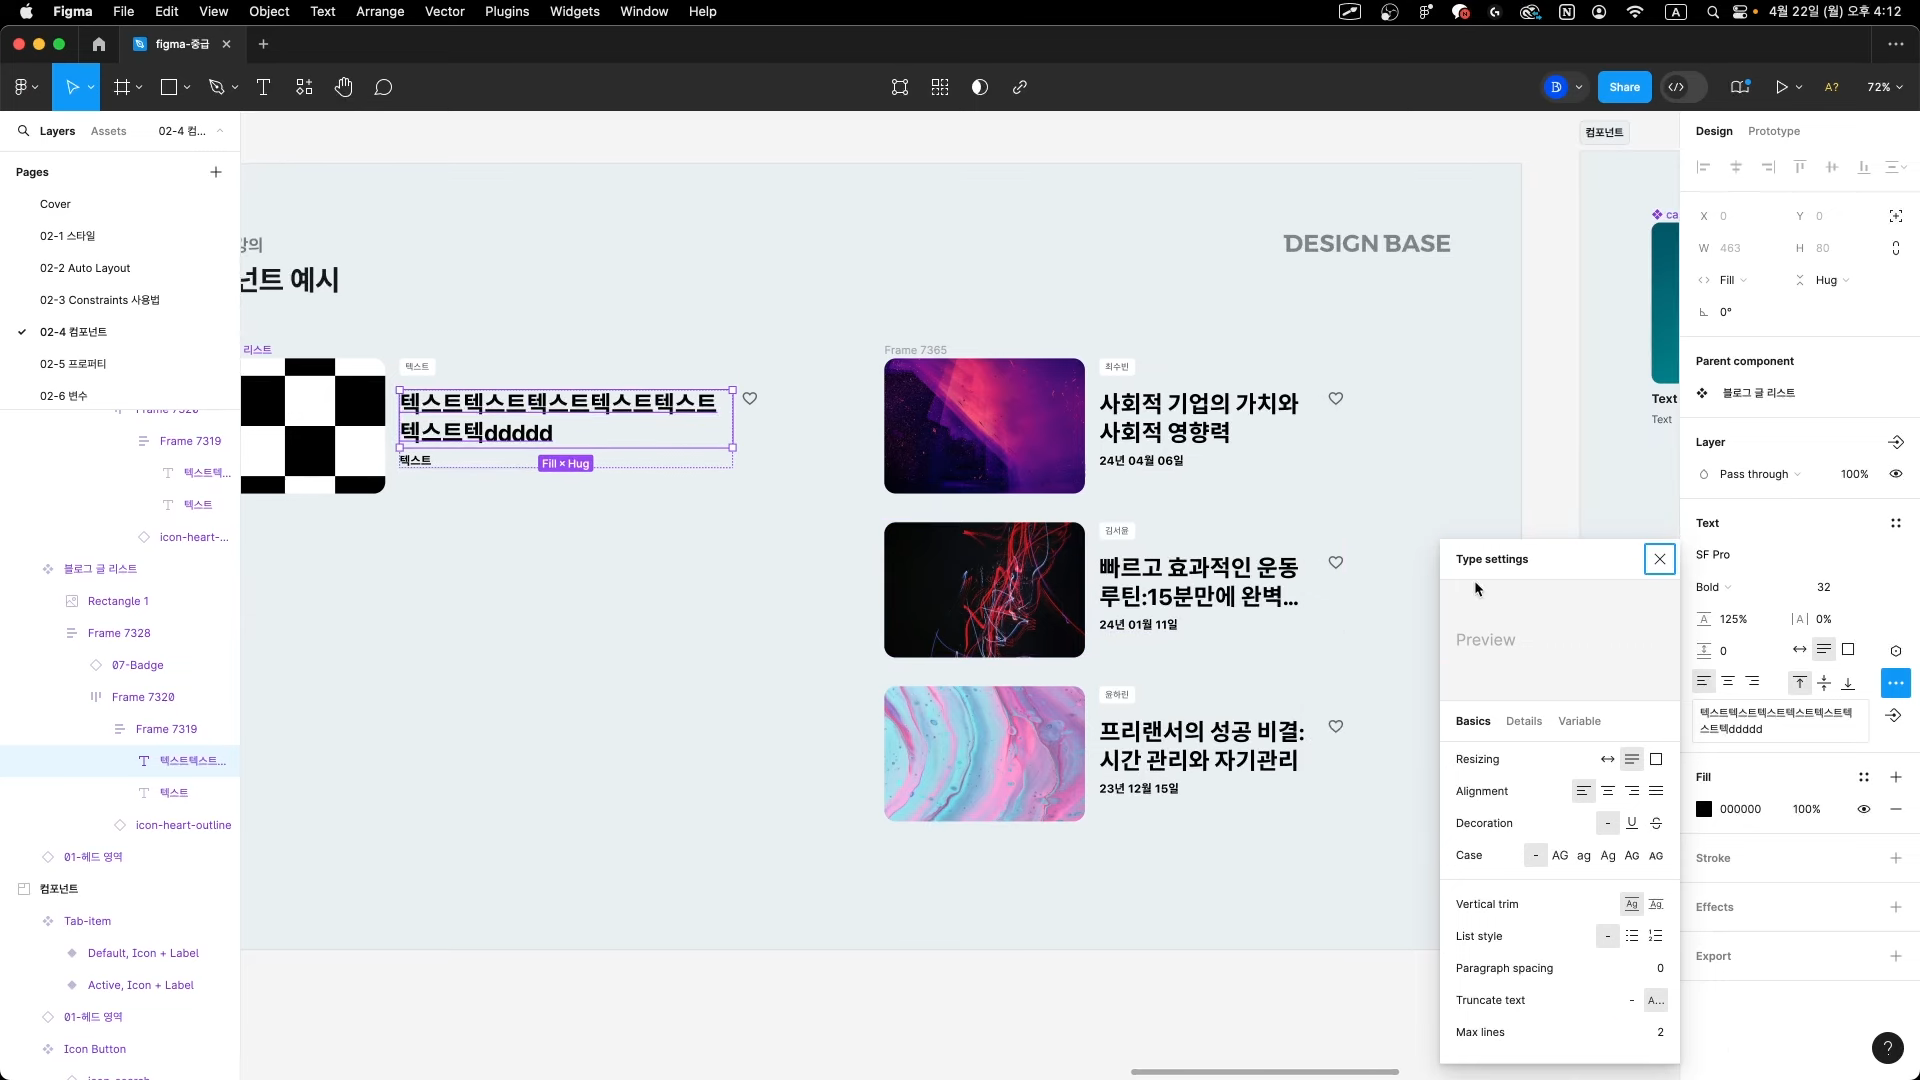 Figma File Edit View Object Text Arrange Vector Plugins Widgets Window Help
A 4월 22일 (월) 오후 4:12
figma-중급
B Share A? 72%
Layers Assets 02-4 컴...
Pages
Cover
02-1 스타일
02-2 Auto Layout
02-3 Constraints 사용법
02-4 컴포넌트
02-5 프로퍼티
02-6 변수
Frame 7320
Frame 7319
텍스트텍...
텍스트
icon-heart-...
블로그 글 리스트
Rectangle 1
Frame 7328
07-Badge
Frame 7320
Frame 7319
텍스트텍스트...
텍스트
icon-heart-outline
01-헤드 영역
컴포넌트
Tab-item
Default, Icon + Label
Active, Icon + Label
01-헤드 영역
Icon Button
강의
넌트 예시
DESIGN BASE
리스트
텍스트
텍스트텍스트텍스트텍스트텍스트
텍스트텍ddddd
텍스트
Fill × Hug
Frame 7365
최수빈
사회적 기업의 가치와
사회적 영향력
24년 04월 06일
김서윤
빠르고 효과적인 운동
루틴:15분만에 완벽...
24년 01월 11일
윤하린
프리랜서의 성공 비결:
시간 관리와 자기관리
23년 12월 15일
컴포넌트
ca
Text
Text
Type settings
Preview
Basics Details Variable
Resizing
Alignment
Decoration - U S
Case - AG ag Ag AG AG
Vertical trim Ag Ag
List style -
Paragraph spacing 0
Truncate text - A...
Max lines 2
Design Prototype
X 0 Y 0
W 463 H 80
Fill Hug
0°
Parent component
블로그 글 리스트
Layer
Pass through 100%
Text
SF Pro
Bold 32
125% 0%
0
텍스트텍스트텍스트텍스트텍스트텍
스트텍ddddd
Fill
000000 100%
Stroke
Effects
Export
?